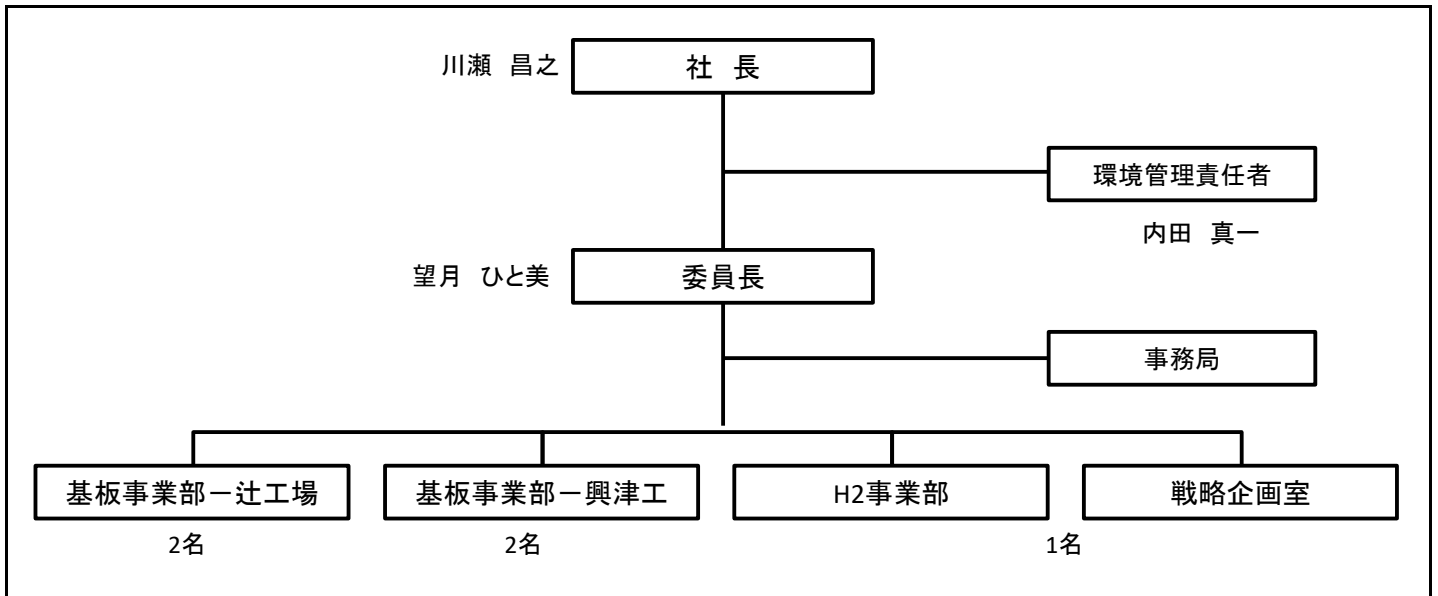 川瀬 昌之
社 長
環境管理責任者
内田 真一
望月 ひと美
委員長
事務局
基板事業部－辻工場
基板事業部－興津工
H2事業部
戦略企画室
2名
2名
1名